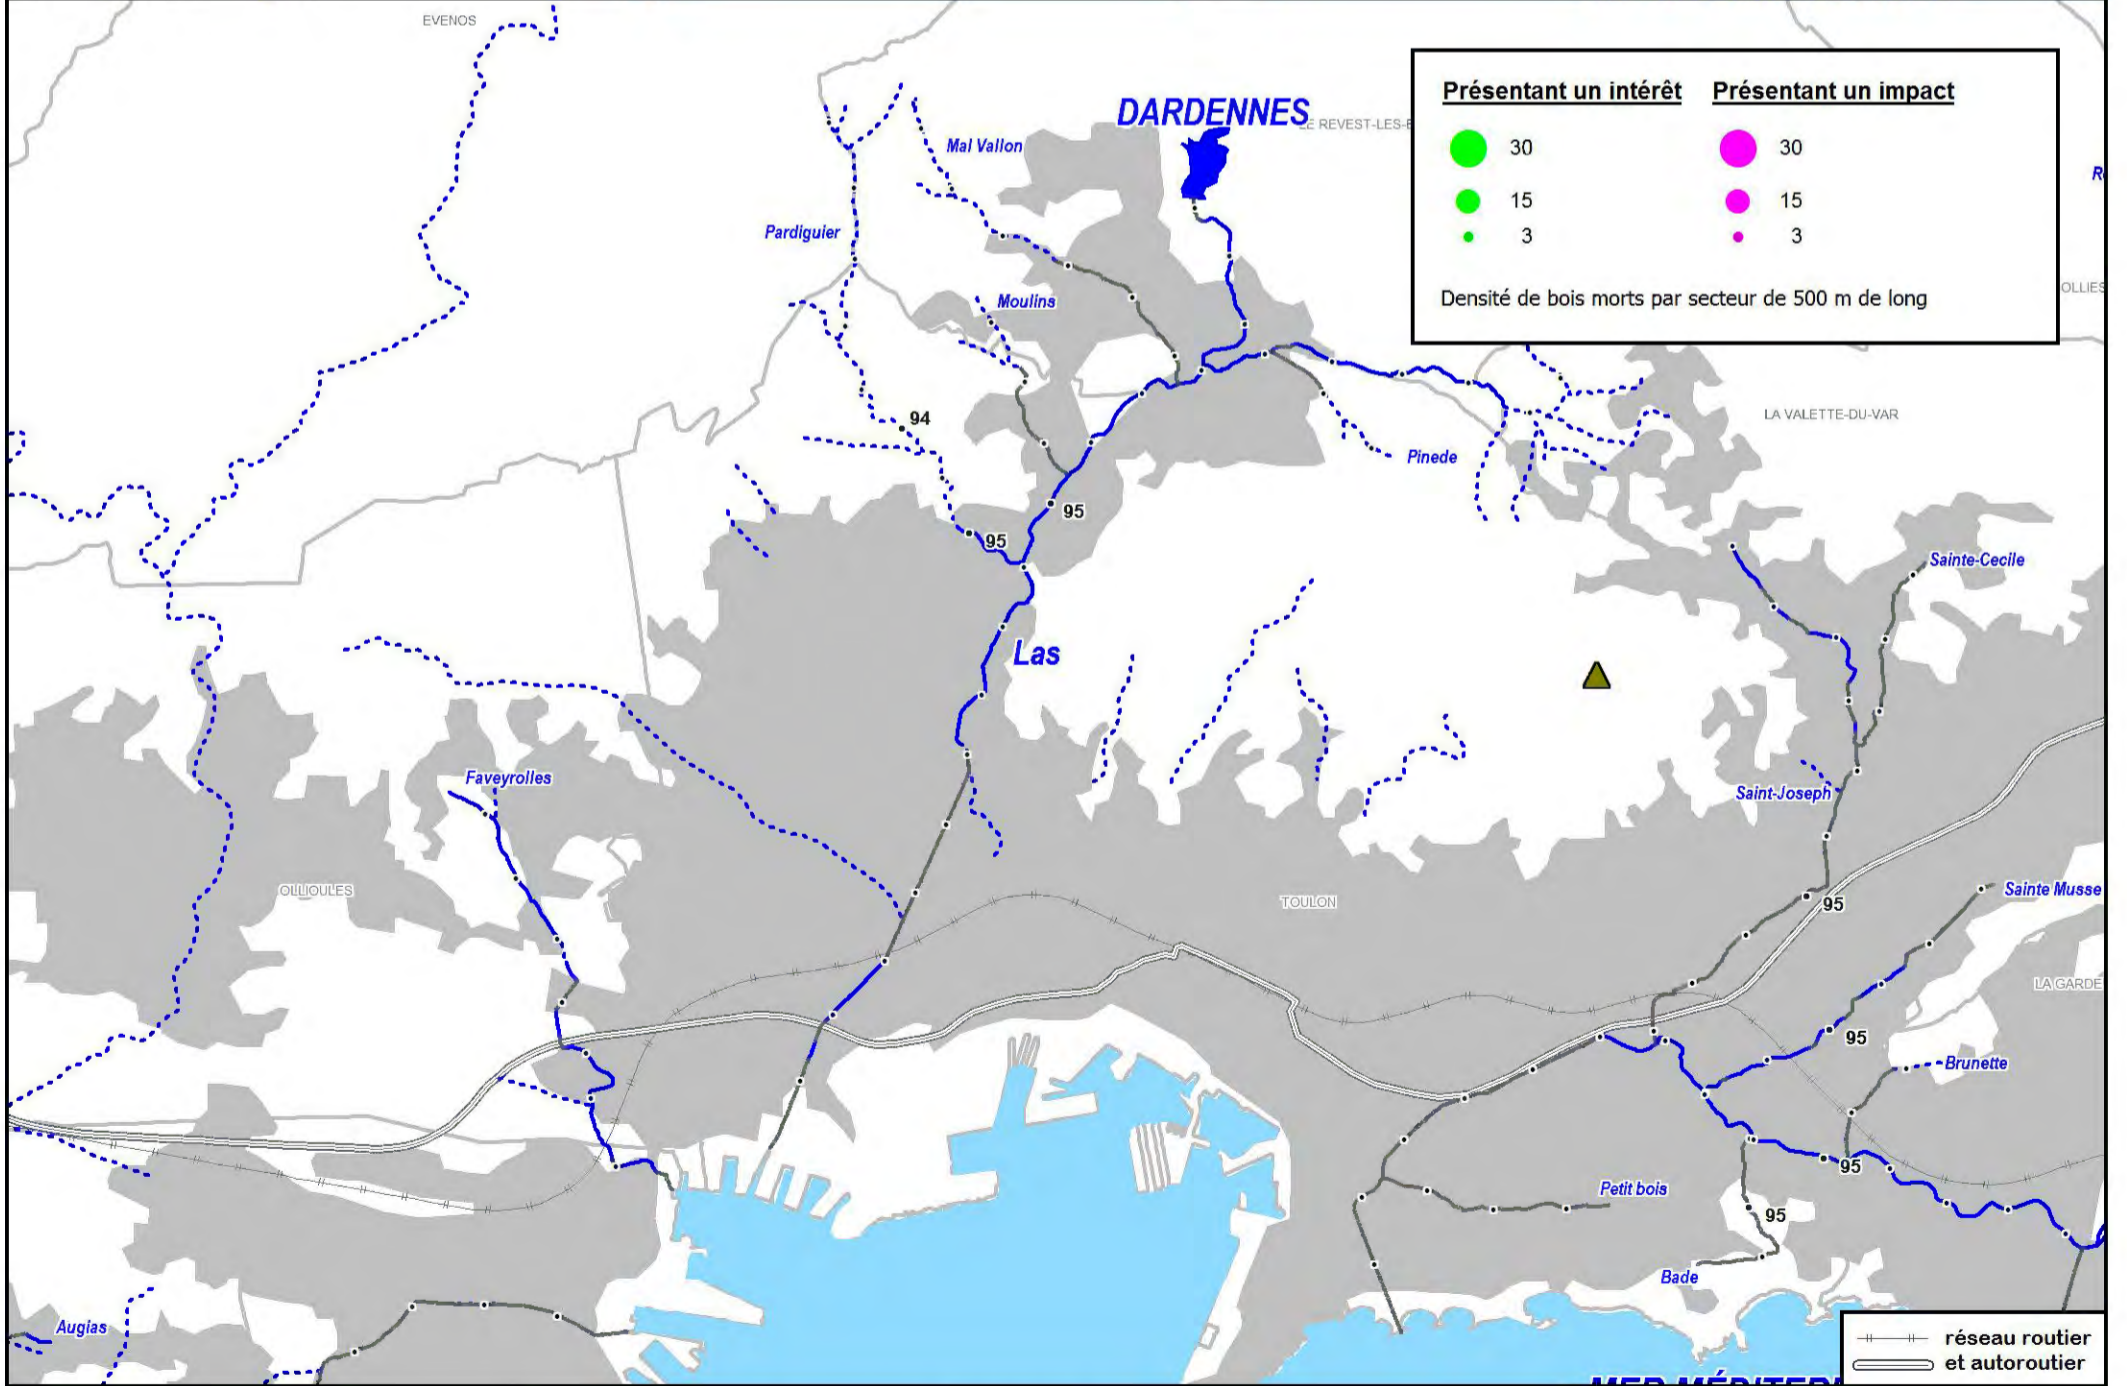 EVENOS
DARDENNES
LE REVEST-LES-E
Présentant un intérêt
Présentant un impact
30
30
15
15
3
3
Densité de bois morts par secteur de 500 m de long
Mal Vallon
Pardiguier
Moulins
OLLIES
94
LA VALETTE-DU-VAR
Pinede
95
95
Sainte-Cecile
Las
Faveyrolles
Saint-Joseph
OLLIOULES
TOULON
95
Sainte Musse
LA GARDE
95
Brunette
95
Petit bois
95
Bade
Augias
réseau routier
et autoroutier